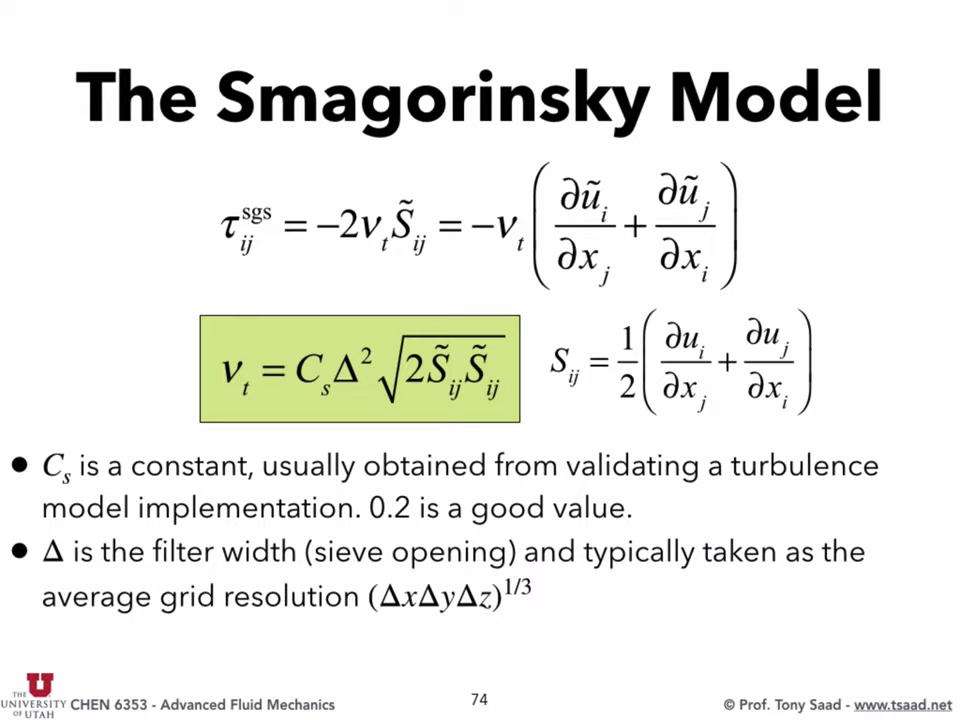 The Smagorinsky Model
τ_ij^sgs = −2ν_t S̃_ij = −ν_t (∂ũ_i/∂x_j + ∂ũ_j/∂x_i)
ν_t = C_s Δ² √(2S̃_ij S̃_ij)
S_ij = 1/2 (∂u_i/∂x_j + ∂u_j/∂x_i)
● C_s is a constant, usually obtained from validating a turbulence
model implementation. 0.2 is a good value.
● Δ is the filter width (sieve opening) and typically taken as the
average grid resolution (ΔxΔyΔz)^1/3
THE
UNIVERSITY
OF UTAH
CHEN 6353 - Advanced Fluid Mechanics
74
© Prof. Tony Saad - www.tsaad.net